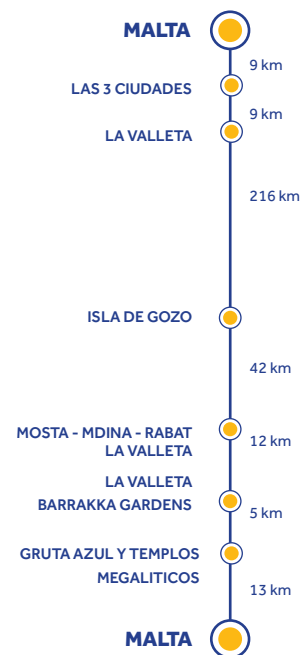 MALTA
9 km
LAS 3 CIUDADES
9 km
LA VALLETA
216 km
ISLA DE GOZO
42 km
MOSTA - MDINA - RABAT
LA VALLETA
12 km
LA VALLETA
BARRAKKA GARDENS
5 km
GRUTA AZUL Y TEMPLOS
MEGALITICOS
13 km
MALTA